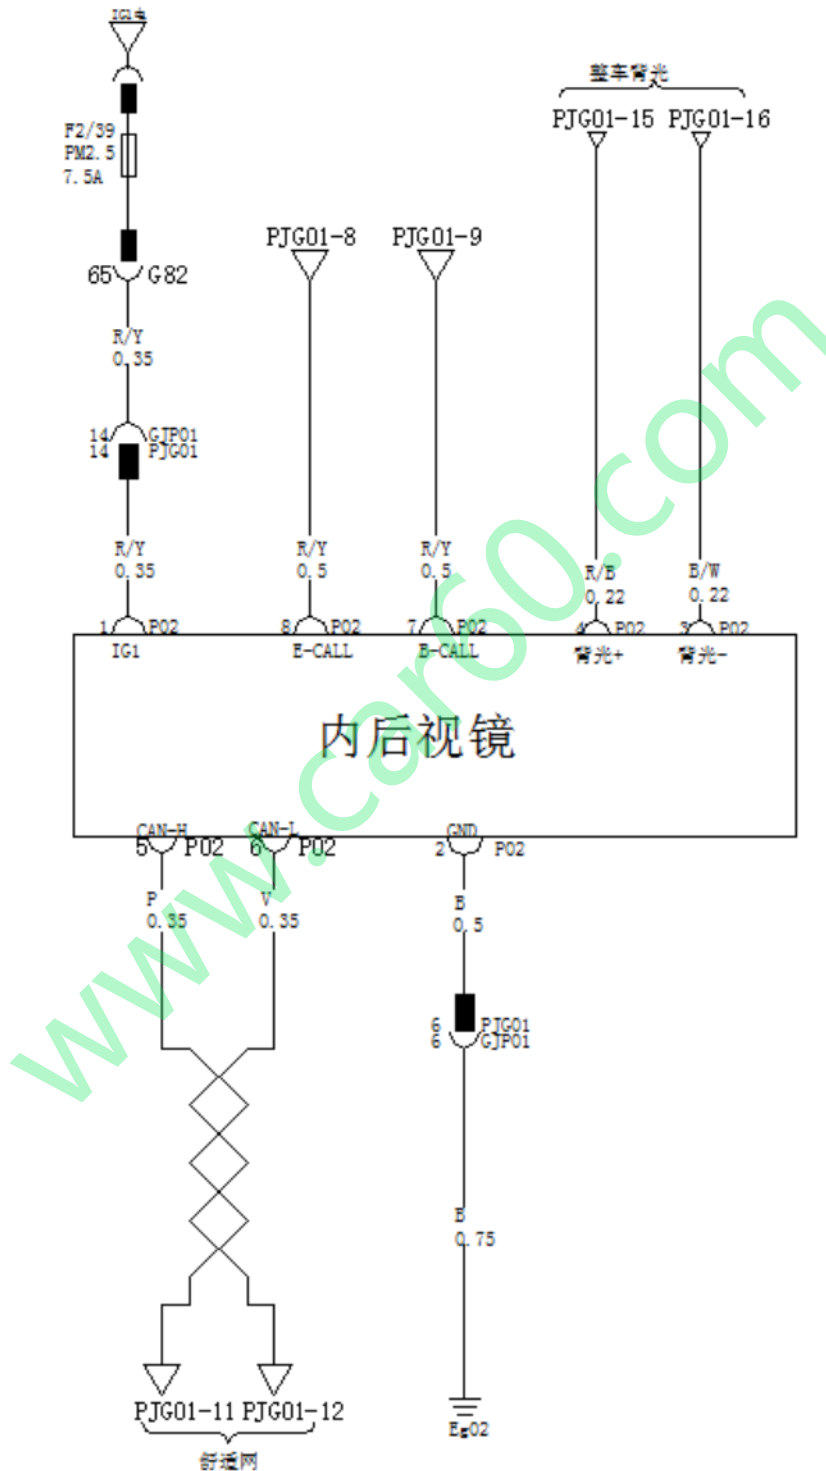 IG1电
整车背光
PJG01-15 PJG01-16
F2/39
PM2.5
7.5A
PJG01-8 PJG01-9
65 G82
R/Y
0.35
14 GJP01
14 PJG01
R/Y
0.35
R/Y
0.5
R/Y
0.5
R/B
0.22
B/W
0.22
1 P02
8 P02
7 P02
4 P02
3 P02
IG1
E-CALL
B-CALL
背光+
背光-
内后视镜
CAN-H
CAN-L
GND
5 P02
6 P02
2 P02
P
0.35
V
0.35
B
0.5
6 PJG01
6 GJP01
B
0.75
PJG01-11 PJG01-12
Eg02
舒适网
www.car60.com